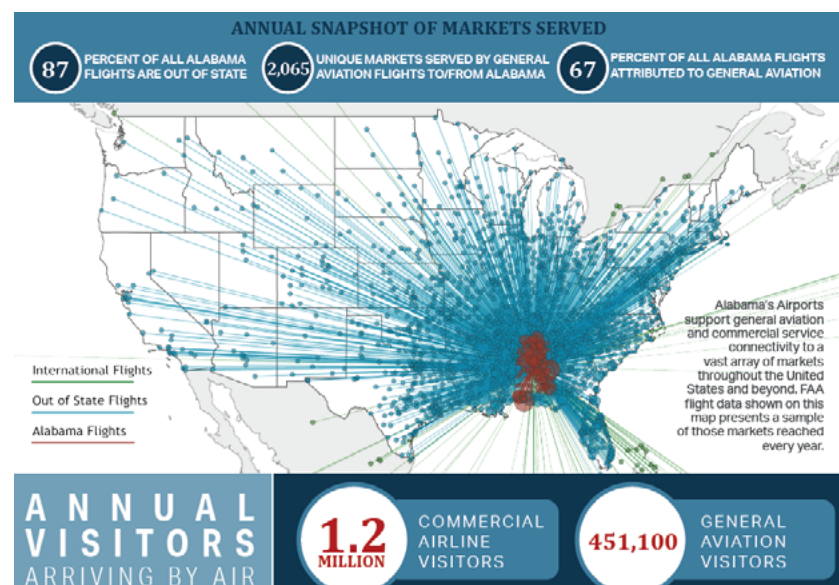 ANNUAL SNAPSHOT OF MARKETS SERVED
87
PERCENT OF ALL ALABAMA
FLIGHTS ARE OUT OF STATE
2,065
UNIQUE MARKETS SERVED BY GENERAL
AVIATION FLIGHTS TO/FROM ALABAMA
67
PERCENT OF ALL ALABAMA FLIGHTS
ATTRIBUTED TO GENERAL AVIATION
International Flights
Out of State Flights
Alabama Flights
Alabama's Airports
support general aviation
and commercial service
connectivity to a
vast array of markets
throughout the United
States and beyond. FAA
flight data shown on this
map presents a sample
of those markets reached
every year.
ANNUAL
VISITORS
ARRIVING BY AIR
1.2
MILLION
COMMERCIAL
AIRLINE
VISITORS
451,100
GENERAL
AVIATION
VISITORS